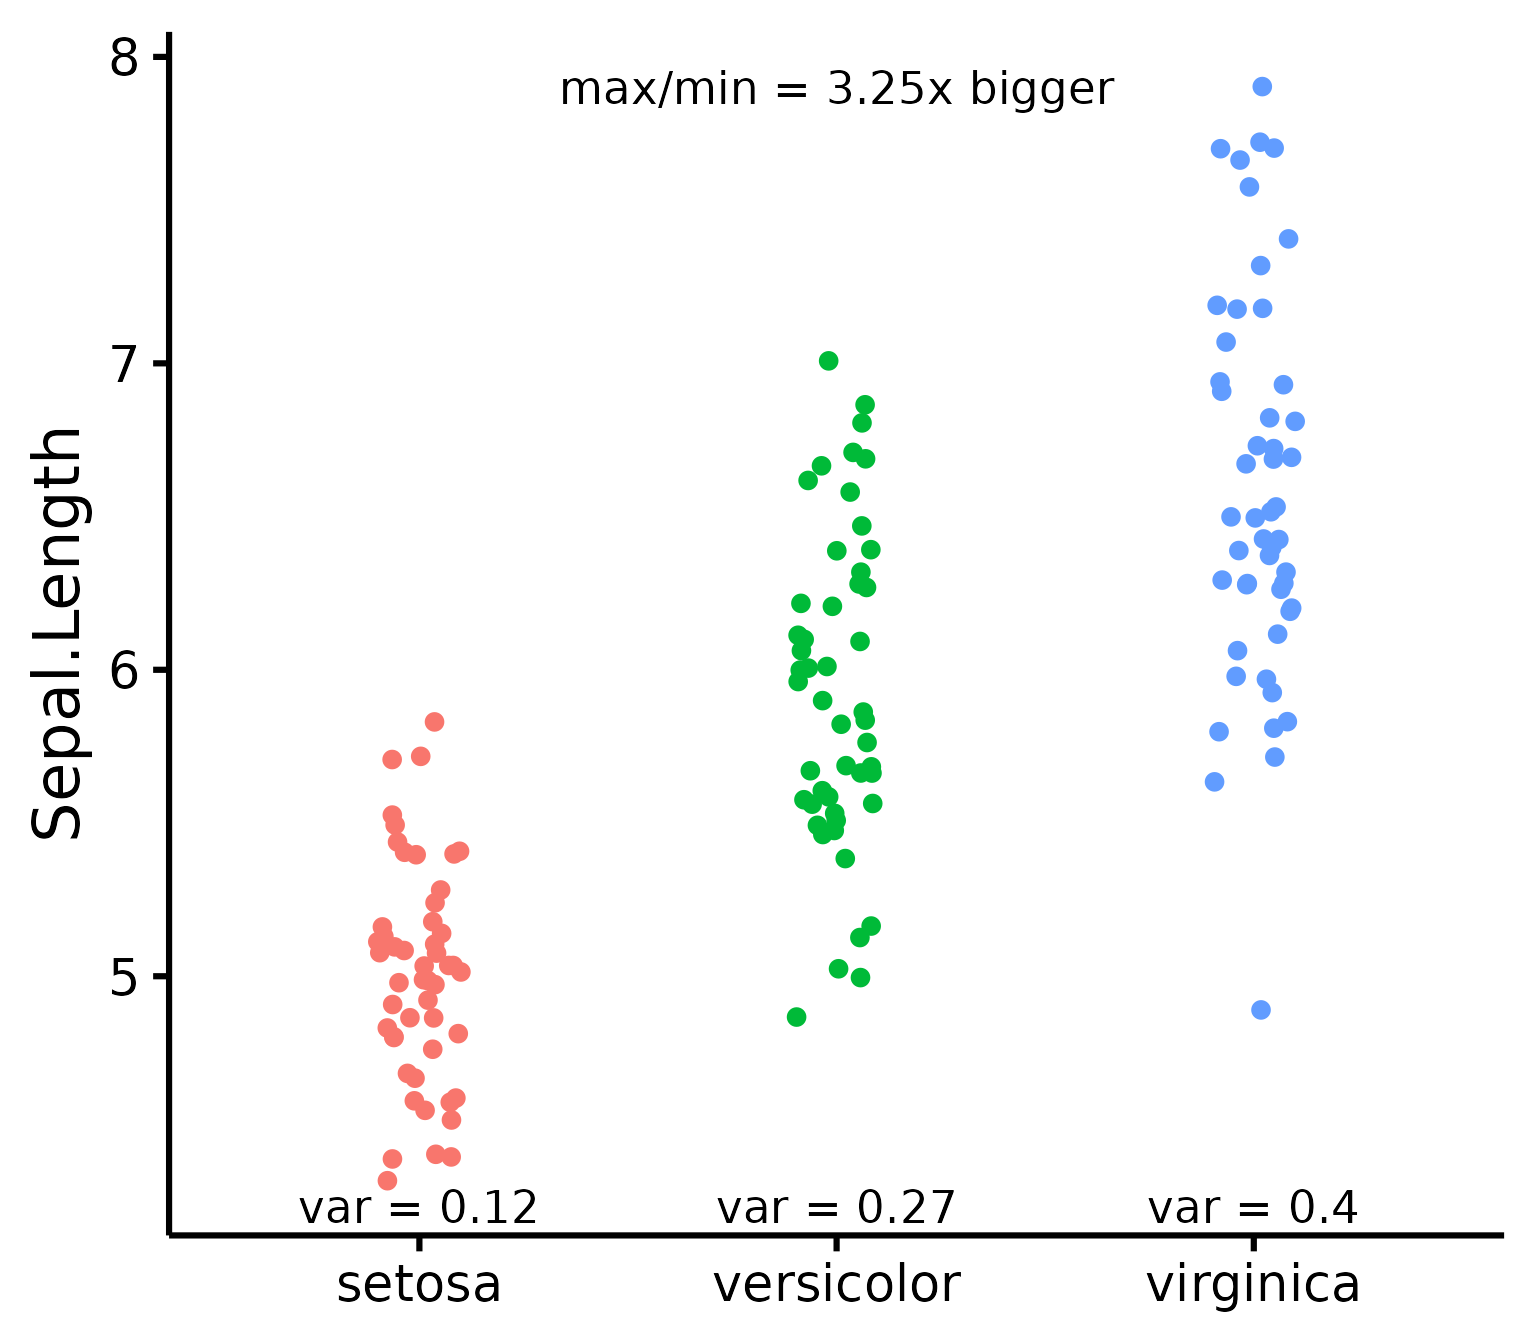 8
max/min = 3.25x bigger
7
Sepal.Length
6
5
var = 0.12 var = 0.27 var = 0.4
setosa versicolor virginica